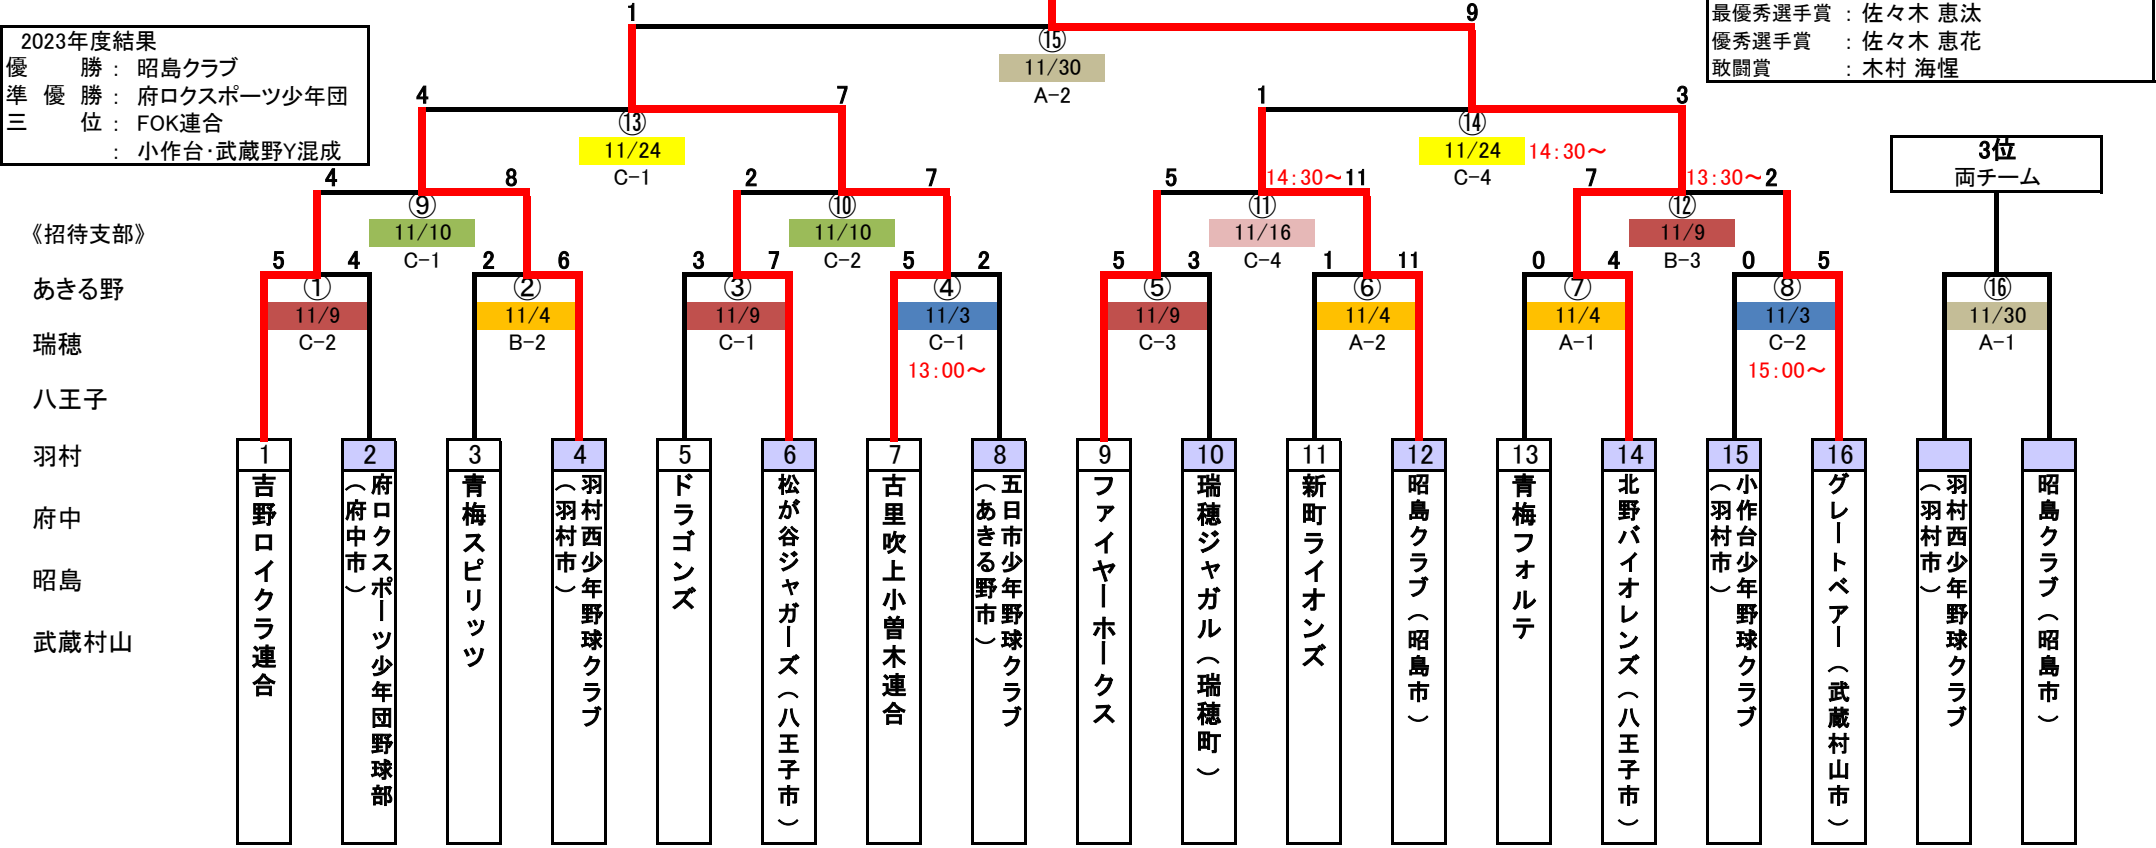 1
9
最優秀選手賞 : 佐々木 恵汰
優秀選手賞 : 佐々木 恵花
敢闘賞 : 木村 海惺
2023年度結果
優 勝 : 昭島クラブ
準 優 勝 : 府ロクスポーツ少年団
三 位 : FOK連合
: 小作台・武蔵野Y混成
⑮
11/30
A-2
4
7
1
3
⑬
11/24
C-1
⑭
11/24 14:30～
C-4
3位
両チーム
4
8
2
7
5
14:30～11
7
13:30～2
⑨
11/10
C-1
⑩
11/10
C-2
⑪
11/16
C-4
⑫
11/9
B-3
《招待支部》
あきる野
瑞穂
八王子
羽村
府中
昭島
武蔵村山
5
4
2
6
3
7
5
2
5
3
1
11
0
4
0
5
①
11/9
C-2
②
11/4
B-2
③
11/9
C-1
④
11/3
C-1
13:00～
⑤
11/9
C-3
⑥
11/4
A-2
⑦
11/4
A-1
⑧
11/3
C-2
15:00～
⑯
11/30
A-1
1
吉野ロイクラ連合
2
府ロクスポーツ少年団野球部
(府中市)
3
青梅スピリッツ
4
羽村西少年野球クラブ
(羽村市)
5
ドラゴンズ
6
松が谷ジャガーズ(八王子市)
7
古里吹上小曽木連合
8
五日市少年野球クラブ
(あきる野市)
9
ファイヤーホークス
10
瑞穂ジャガル(瑞穂町)
11
新町ライオンズ
12
昭島クラブ(昭島市)
13
青梅フォルテ
14
北野バイオレンズ(八王子市)
15
小作台少年野球クラブ
(羽村市)
16
グレートベアー(武蔵村山市)
羽村西少年野球クラブ
(羽村市)
昭島クラブ(昭島市)